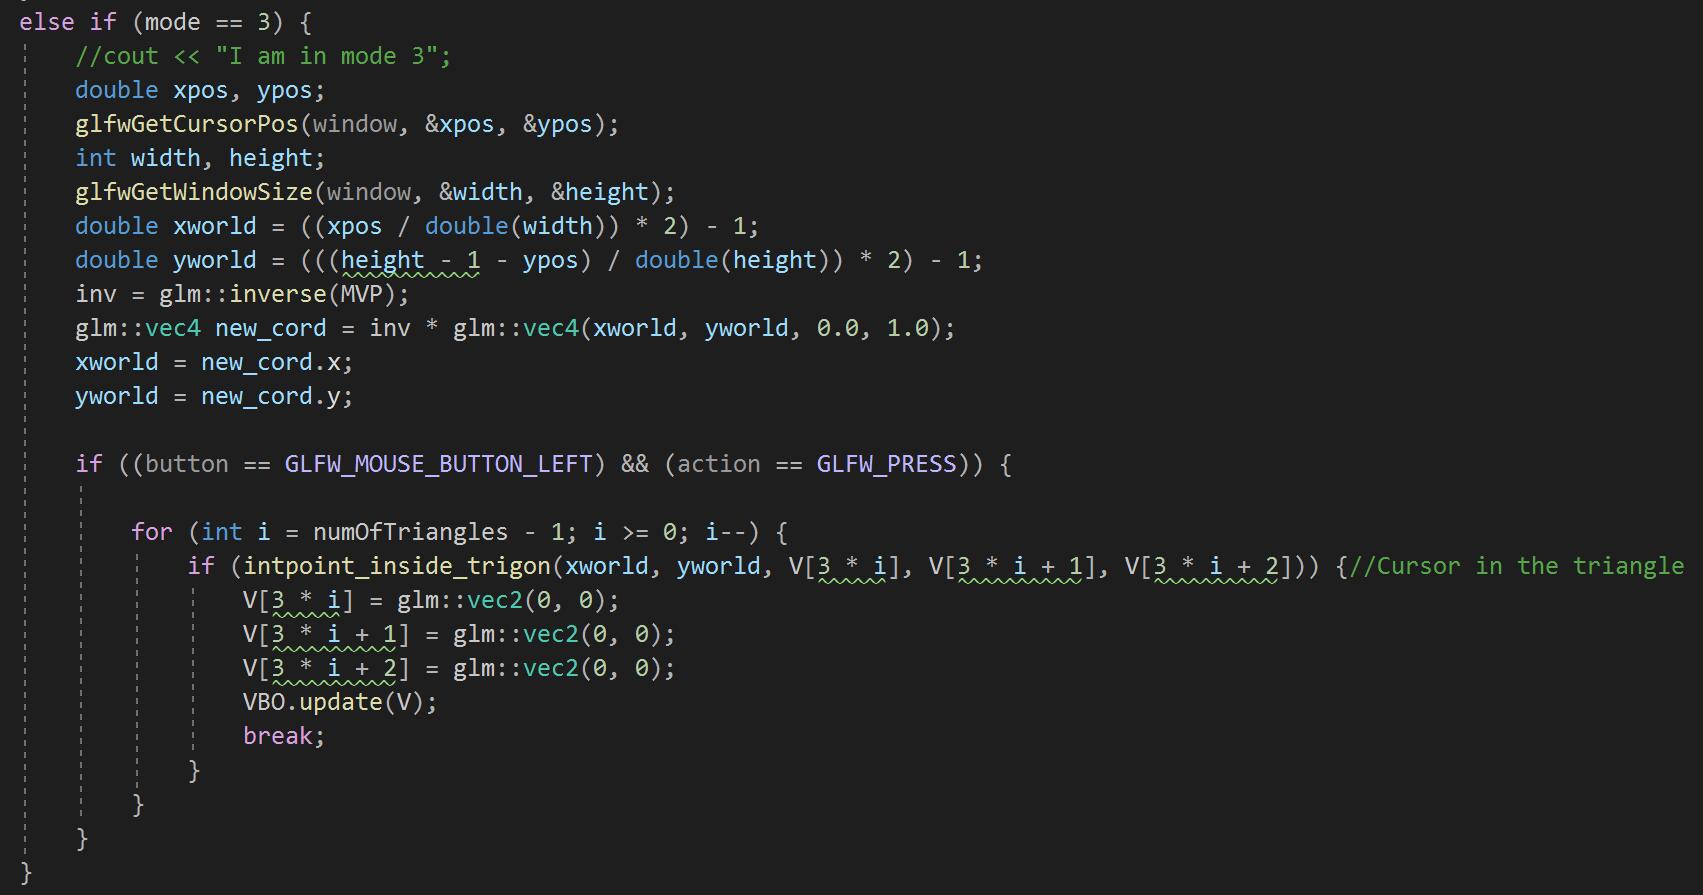 else if (mode == 3) {
//cout << "I am in mode 3";
double xpos, ypos;
glfwGetCursorPos(window, &xpos, &ypos);
int width, height;
glfwGetWindowSize(window, &width, &height);
double xworld = ((xpos / double(width)) * 2) - 1;
double yworld = (((height - 1 - ypos) / double(height)) * 2) - 1;
inv = glm::inverse(MVP);
glm::vec4 new_cord = inv * glm::vec4(xworld, yworld, 0.0, 1.0);
xworld = new_cord.x;
yworld = new_cord.y;
if ((button == GLFW_MOUSE_BUTTON_LEFT) && (action == GLFW_PRESS)) {
for (int i = numOfTriangles - 1; i >= 0; i--) {
if (intpoint_inside_trigon(xworld, yworld, V[3 * i], V[3 * i + 1], V[3 * i + 2])) {//Cursor in the triangle
V[3 * i] = glm::vec2(0, 0);
V[3 * i + 1] = glm::vec2(0, 0);
V[3 * i + 2] = glm::vec2(0, 0);
VBO.update(V);
break;
}
}
}
}